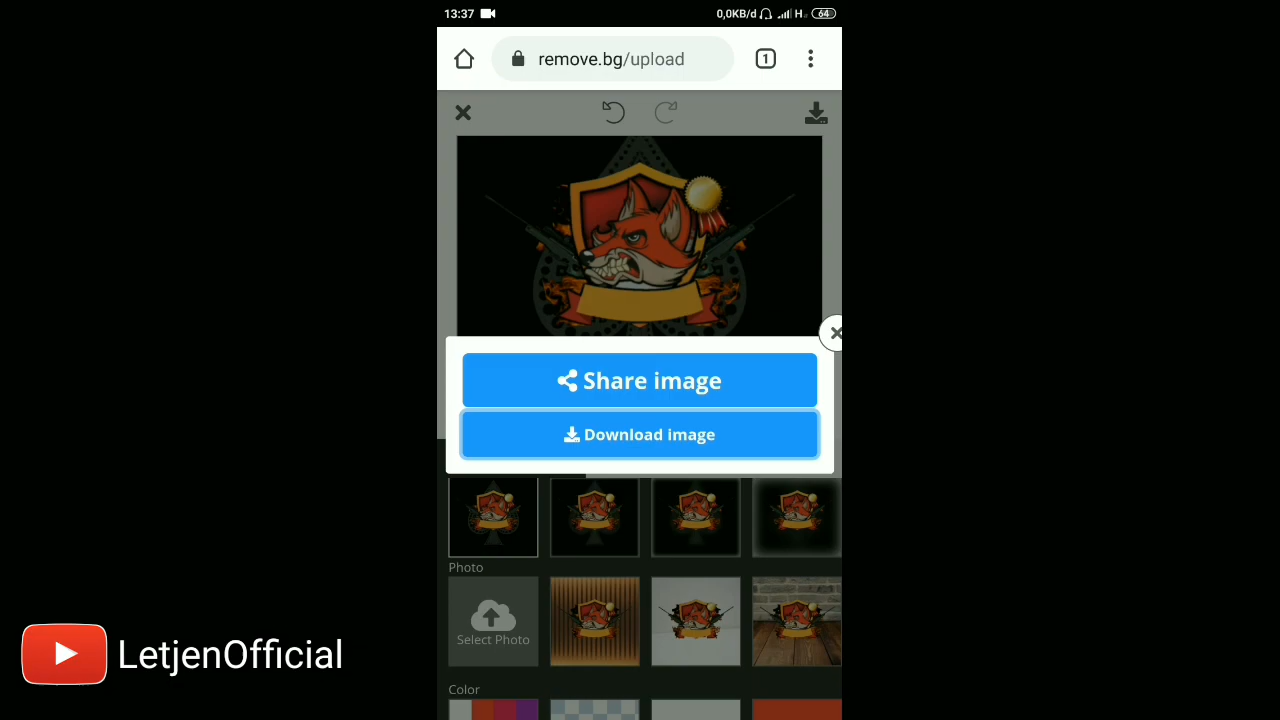 13:37
0,0KB/d H 64
remove.bg/upload
1
Share image
Download image
Photo
Select Photo
Color
LetjenOfficial